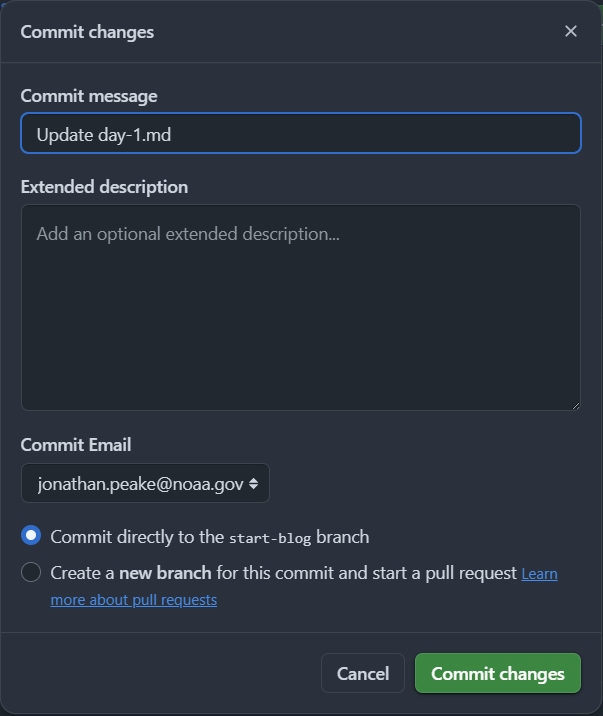 Commit changes
Commit message
Update day-1.md
Extended description
Add an optional extended description...
Commit Email
jonathan.peake@noaa.gov
Commit directly to the start-blog branch
Create a new branch for this commit and start a pull request Learn
more about pull requests
Cancel
Commit changes